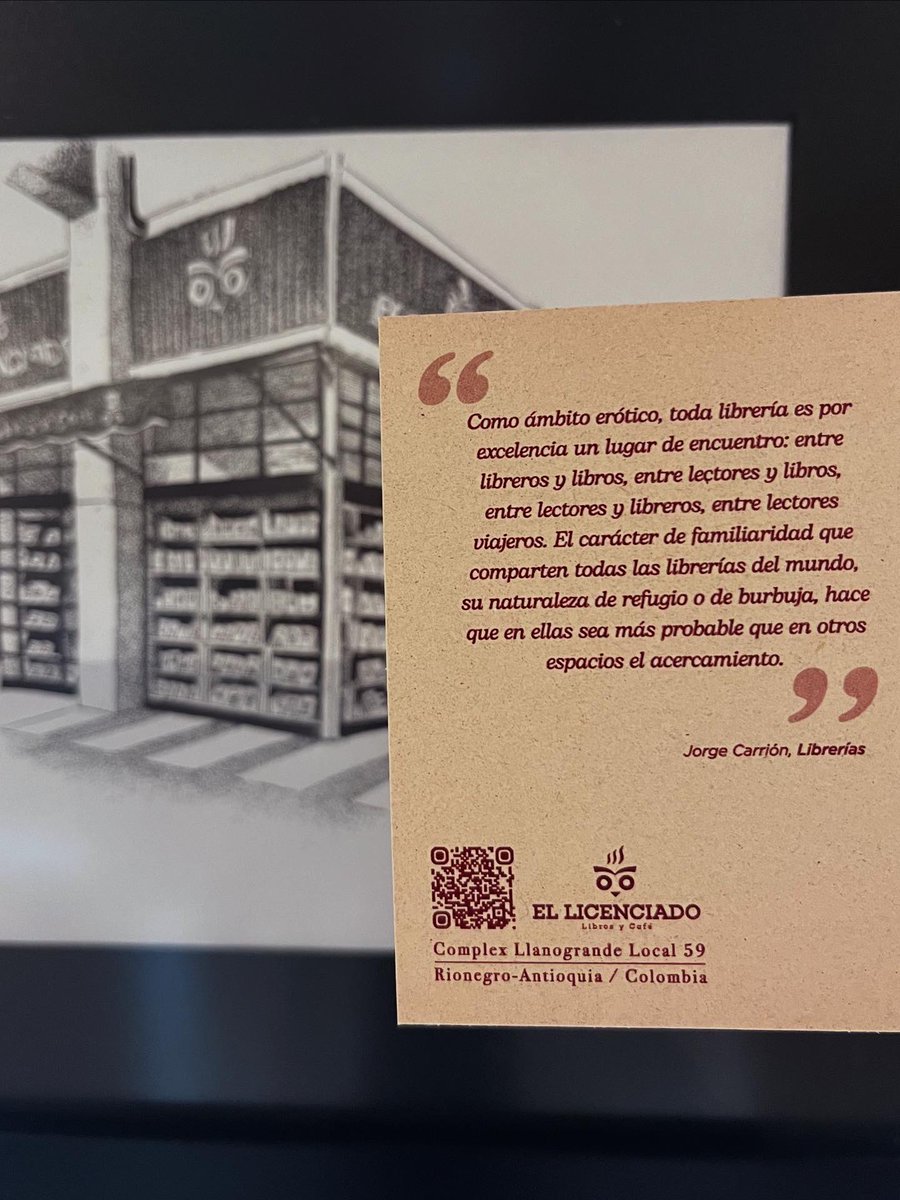 Como ámbito erótico, toda librería es por
excelencia un lugar de encuentro: entre
libreros y libros, entre lectores y libros,
entre lectores y libreros, entre lectores
viajeros. El carácter de familiaridad que
comparten todas las librerías del mundo,
su naturaleza de refugio o de burbuja, hace
que en ellas sea más probable que en otros
espacios el acercamiento.
Jorge Carrión, Librerías
EL LICENCIADO
Libros y Café
Complex Llanogrande Local 59
Rionegro-Antioquia / Colombia